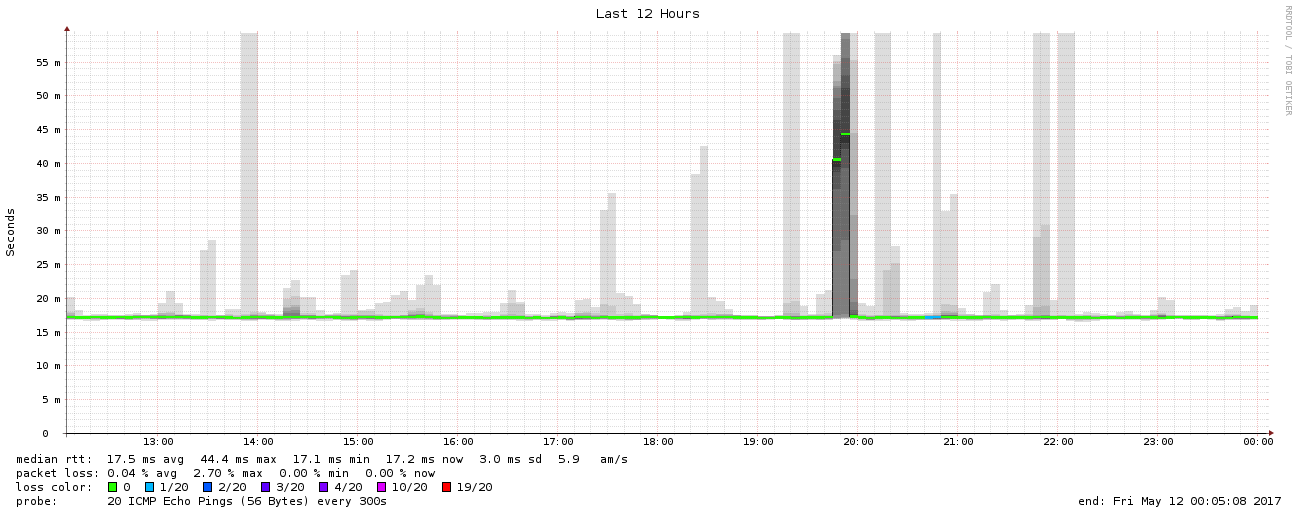 Last 12 Hours
RRDTOOL / TOBI OETIKER
Seconds
55 m
50 m
45 m
40 m
35 m
30 m
25 m
20 m
15 m
10 m
5 m
0
13:00 14:00 15:00 16:00 17:00 18:00 19:00 20:00 21:00 22:00 23:00 00:00
median rtt: 17.5 ms avg 44.4 ms max 17.1 ms min 17.2 ms now 3.0 ms sd 5.9 am/s
packet loss: 0.04 % avg 2.70 % max 0.00 % min 0.00 % now
loss color: 0 1/20 2/20 3/20 4/20 10/20 19/20
probe: 20 ICMP Echo Pings (56 Bytes) every 300s end: Fri May 12 00:05:08 2017